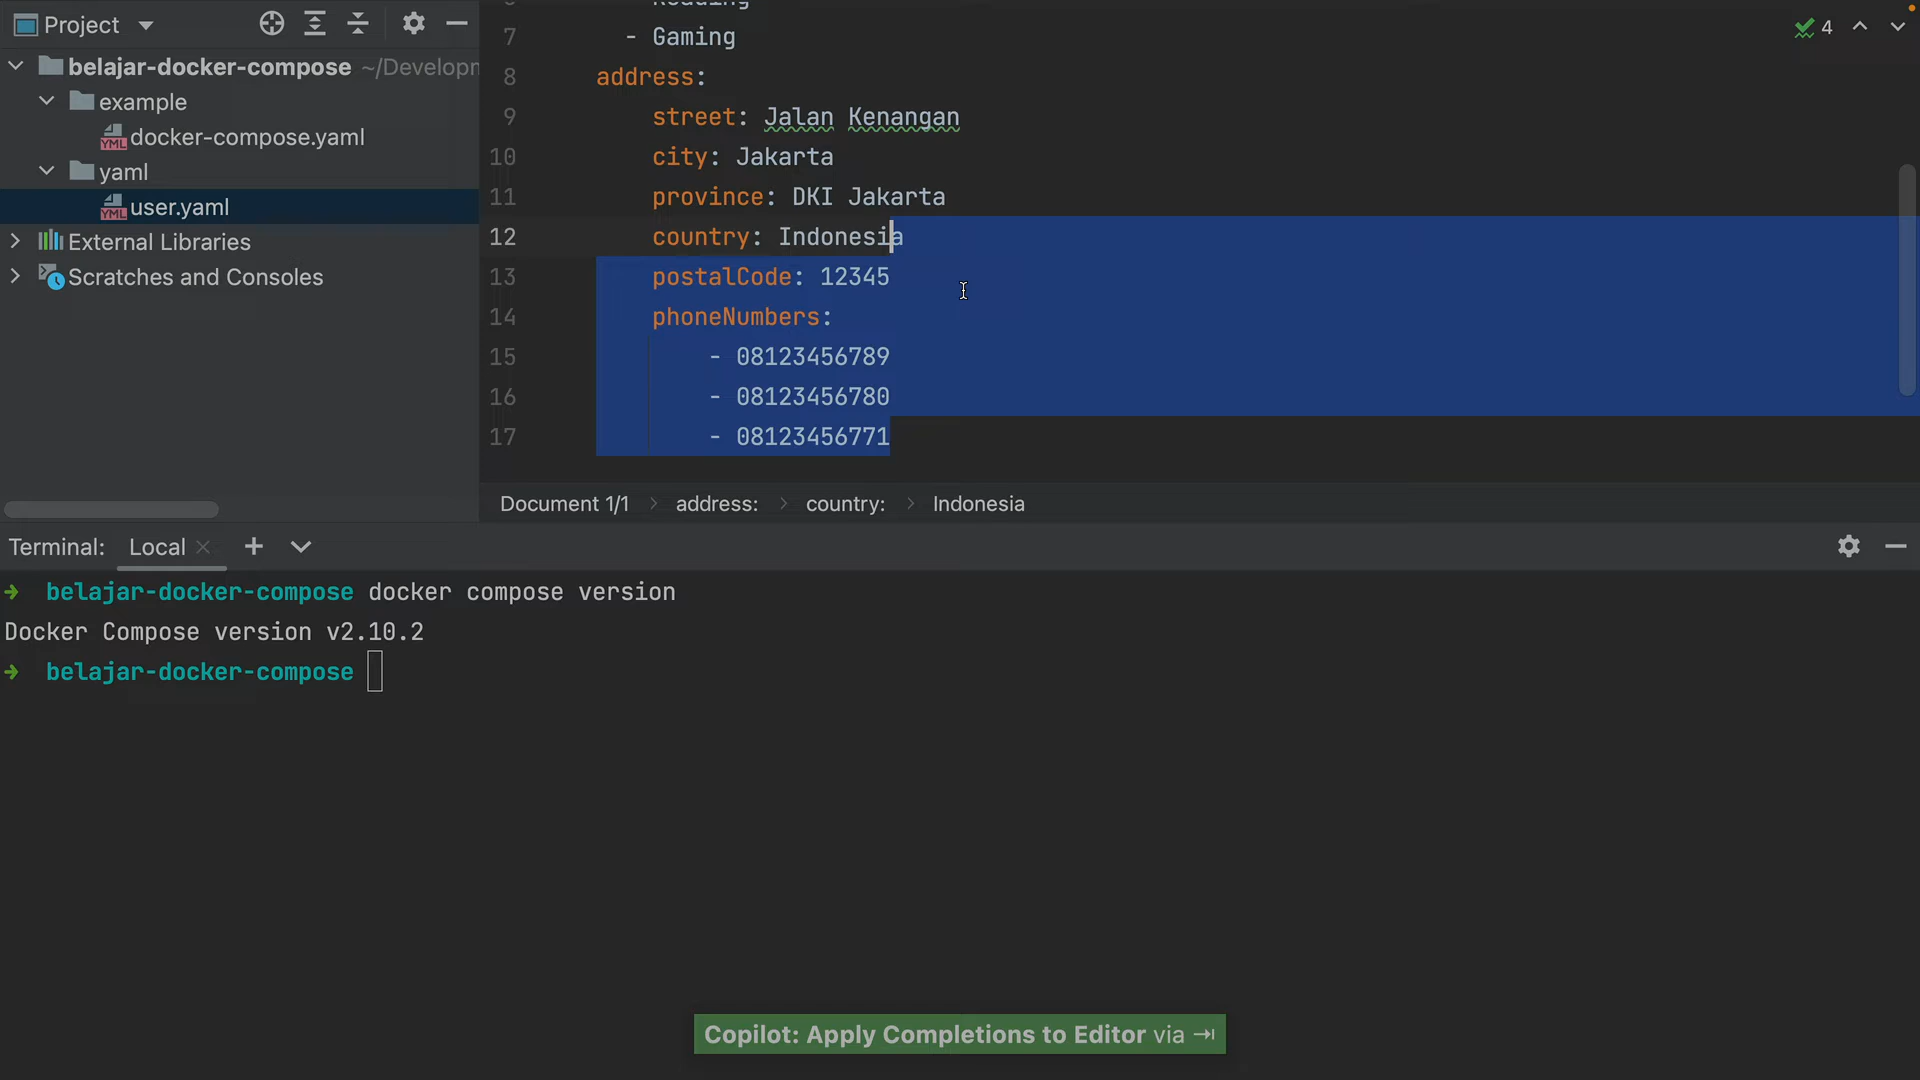 Project
belajar-docker-compose ~/Developm
example
docker-compose.yaml
yaml
user.yaml
External Libraries
Scratches and Consoles
7 - Gaming
8 address:
9 street: Jalan Kenangan
10 city: Jakarta
11 province: DKI Jakarta
12 country: Indonesia
13 postalCode: 12345
14 phoneNumbers:
15 - 08123456789
16 - 08123456780
17 - 08123456771
4
Document 1/1 > address: > country: > Indonesia
Terminal: Local
belajar-docker-compose docker compose version
Docker Compose version v2.10.2
belajar-docker-compose
Copilot: Apply Completions to Editor via